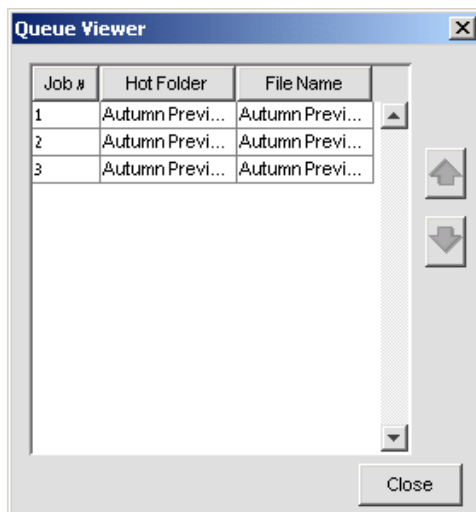 Queue Viewer
Job # Hot Folder File Name
1 Autumn Previ... Autumn Previ...
2 Autumn Previ... Autumn Previ...
3 Autumn Previ... Autumn Previ...
Close